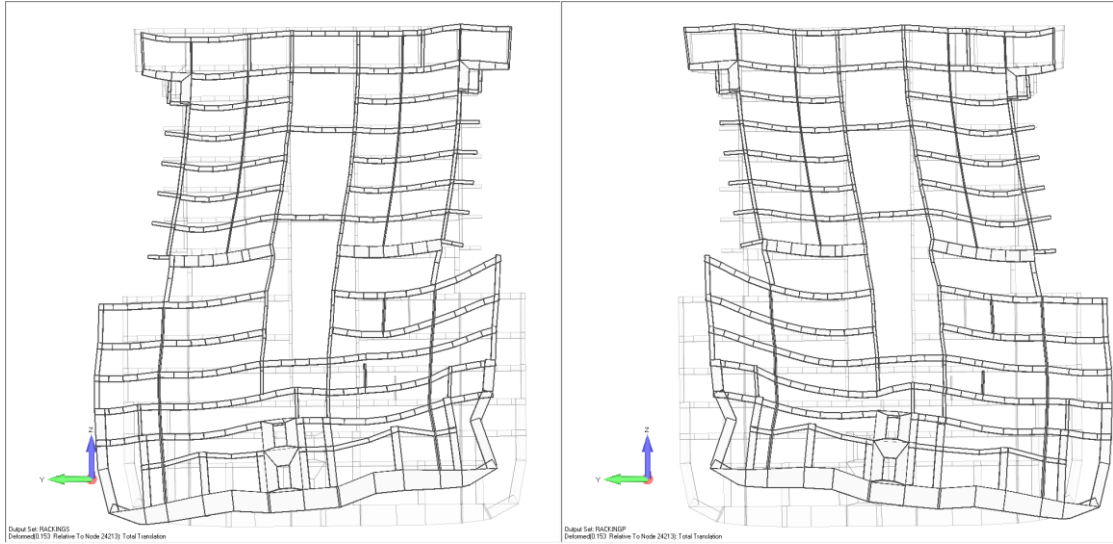 Z
Y
Output Set: RACKINGS
Deformed(0.153 Relative To Node 24213): Total Translation
Z
Y
Output Set: RACKINGP
Deformed(0.153 Relative To Node 24213): Total Translation